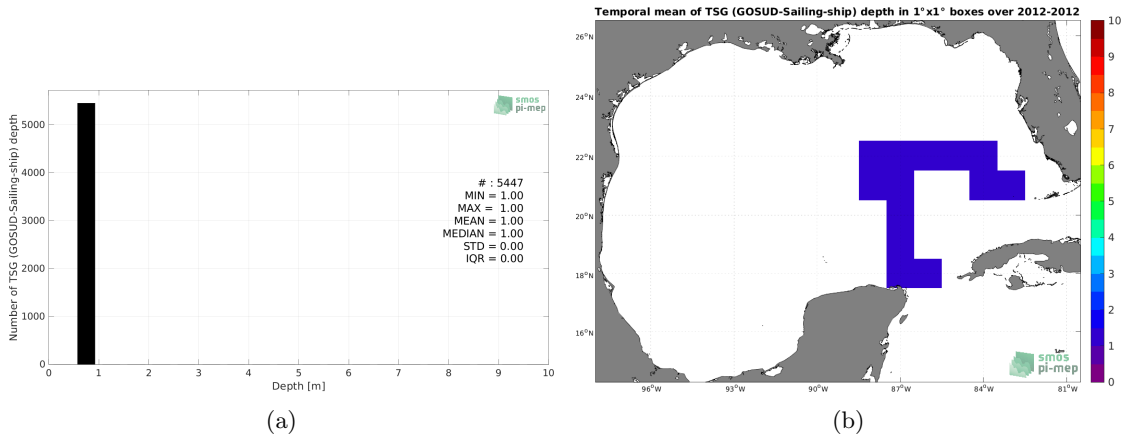 5000
4000
3000
2000
1000
0
Number of TSG (GOSUD-Sailing-ship) depth
smos
pi-mep
# : 5447
MIN = 1.00
MAX = 1.00
MEAN = 1.00
MEDIAN = 1.00
STD = 0.00
IQR = 0.00
0 1 2 3 4 5 6 7 8 9 10
Depth [m]
(a)
Temporal mean of TSG (GOSUD-Sailing-ship) depth in 1°x1° boxes over 2012-2012
26°N
24°N
22°N
20°N
18°N
16°N
96°W 93°W 90°W 87°W 84°W 81°W
smos
pi-mep
10
9
8
7
6
5
4
3
2
1
0
(b)